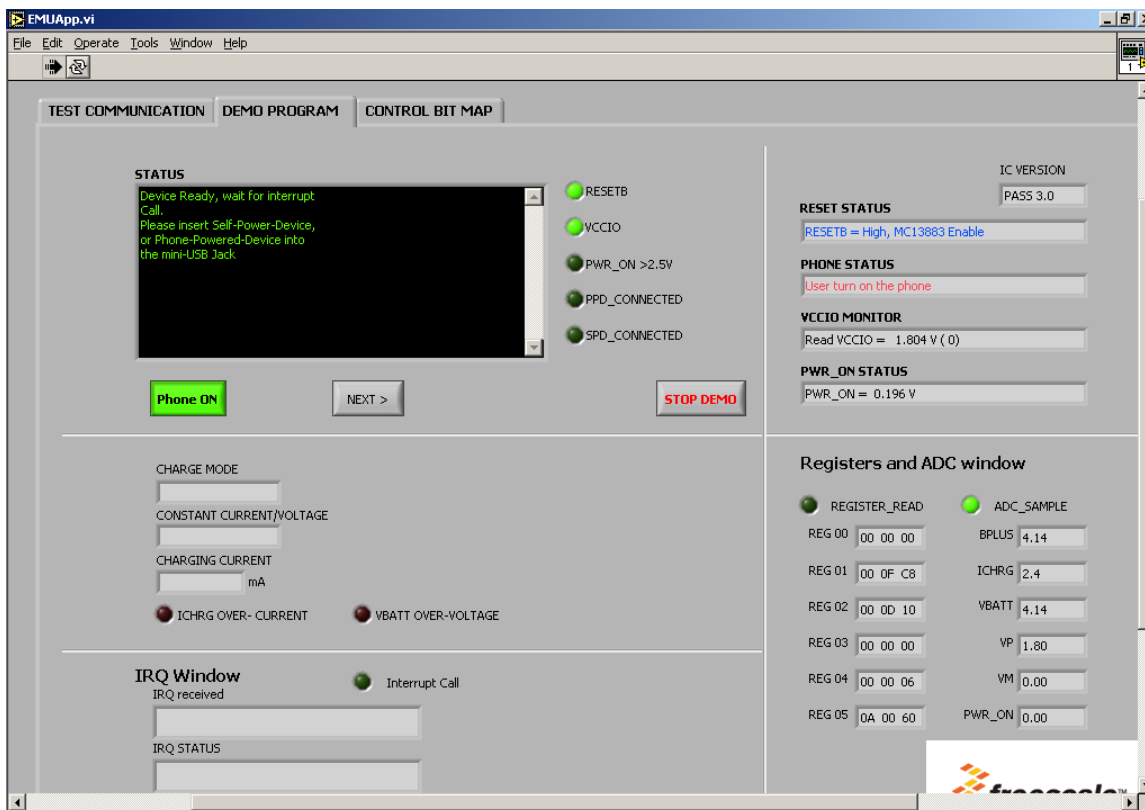 EMUApp.vi
File Edit Operate Tools Window Help
1
TEST COMMUNICATION DEMO PROGRAM CONTROL BIT MAP
STATUS
Device Ready, wait for interrupt
Call.
Please insert Self-Power-Device,
or Phone-Powered-Device into
the mini-USB Jack
RESETB
VCCIO
PWR_ON >2.5V
PPD_CONNECTED
SPD_CONNECTED
Phone ON
NEXT >
STOP DEMO
IC VERSION
PASS 3.0
RESET STATUS
RESETB = High, MC13883 Enable
PHONE STATUS
User turn on the phone
VCCIO MONITOR
Read VCCIO = 1.804 V ( 0)
PWR_ON STATUS
PWR_ON = 0.196 V
CHARGE MODE
CONSTANT CURRENT/VOLTAGE
CHARGING CURRENT
mA
ICHRG OVER- CURRENT
VBATT OVER-VOLTAGE
IRQ Window
Interrupt Call
IRQ received
IRQ STATUS
Registers and ADC window
REGISTER_READ ADC_SAMPLE
REG 00 00 00 00 BPLUS 4.14
REG 01 00 0F C8 ICHRG 2.4
REG 02 00 0D 10 VBATT 4.14
REG 03 00 00 00 VP 1.80
REG 04 00 00 06 VM 0.00
REG 05 0A 00 60 PWR_ON 0.00
freescale™